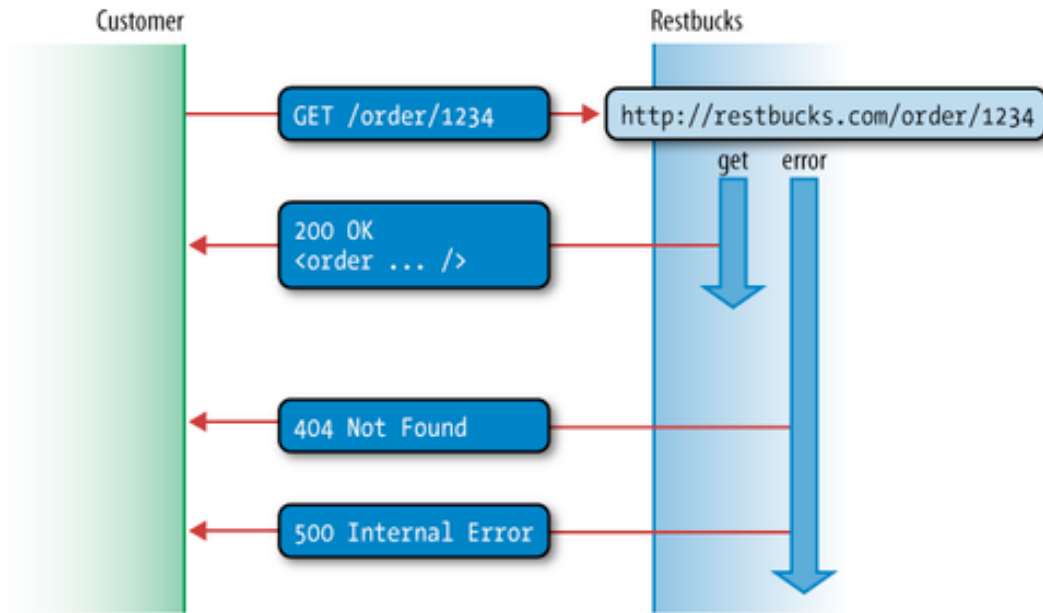 Customer
Restbucks
GET /order/1234
http://restbucks.com/order/1234
get
error
200 OK
<order ... />
404 Not Found
500 Internal Error